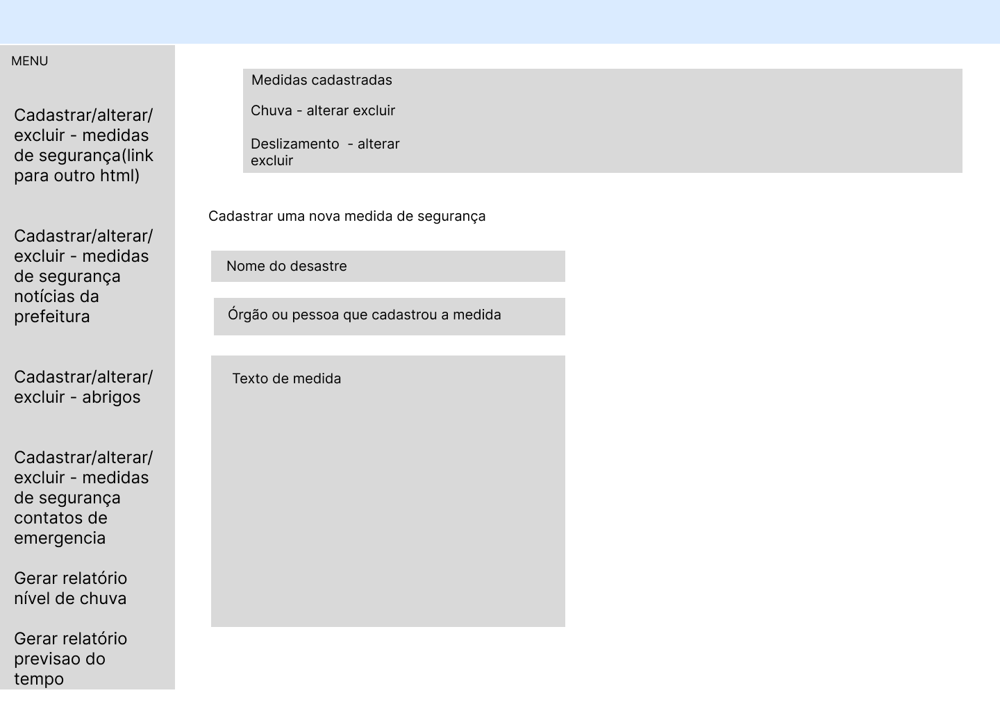 MENU
Cadastrar/alterar/
excluir - medidas
de segurança(link
para outro html)
Cadastrar/alterar/
excluir - medidas
de segurança
notícias da
prefeitura
Cadastrar/alterar/
excluir - abrigos
Cadastrar/alterar/
excluir - medidas
de segurança
contatos de
emergencia
Gerar relatório
nível de chuva
Gerar relatório
previsao do
tempo
Medidas cadastradas
Chuva - alterar excluir
Deslizamento  - alterar
excluir
Cadastrar uma nova medida de segurança
Nome do desastre
Órgão ou pessoa que cadastrou a medida
Texto de medida